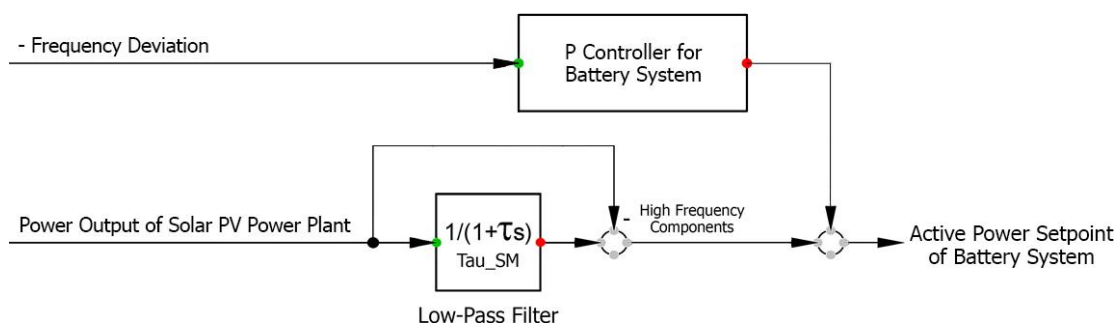 - Frequency Deviation
P Controller for
Battery System
Power Output of Solar PV Power Plant
1/(1+τs)
Tau_SM
Low-Pass Filter
-
High Frequency
Components
Active Power Setpoint
of Battery System